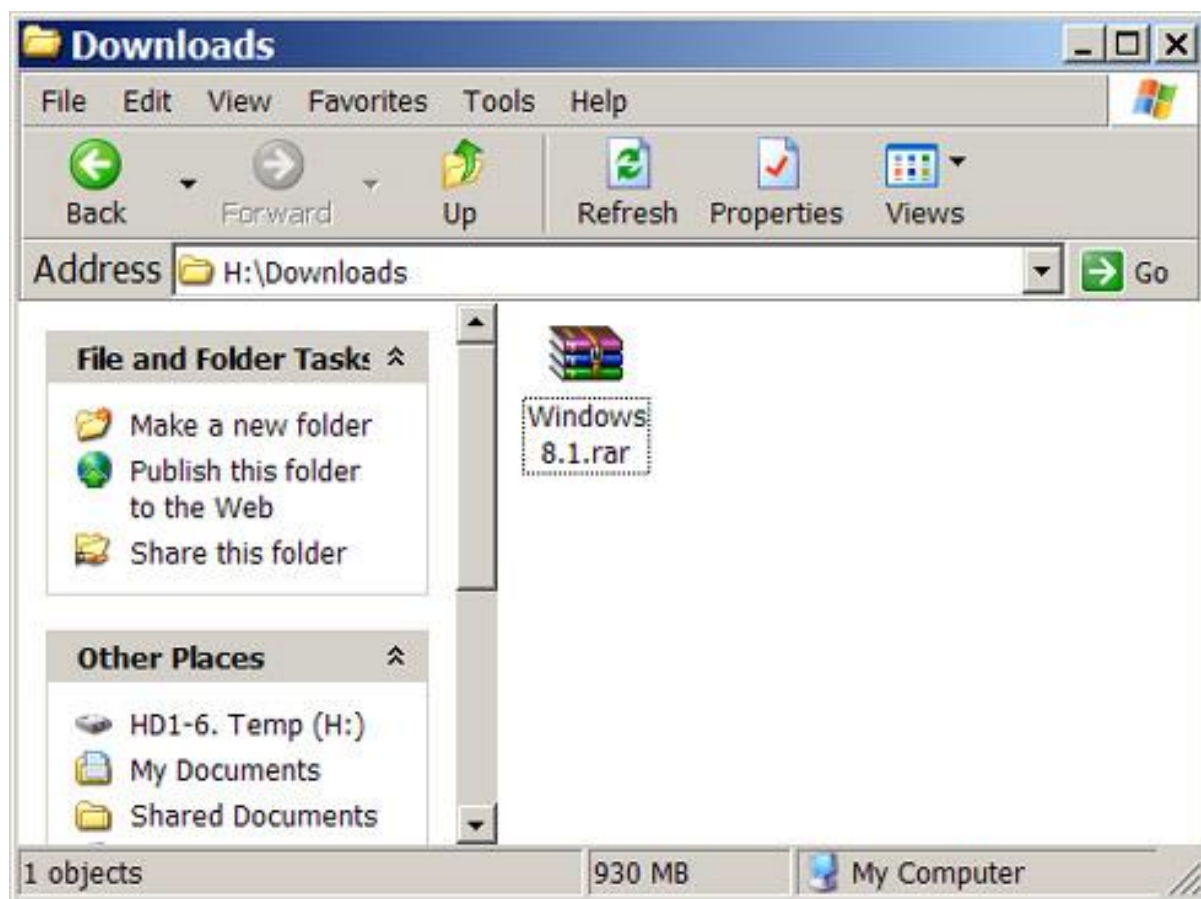 Downloads
File Edit View Favorites Tools Help
Back Forward Up Refresh Properties Views
Address H:\Downloads Go
File and Folder Tasks
Make a new folder
Publish this folder
to the Web
Share this folder
Other Places
HD1-6. Temp (H:)
My Documents
Shared Documents
Windows
8.1.rar
1 objects 930 MB My Computer